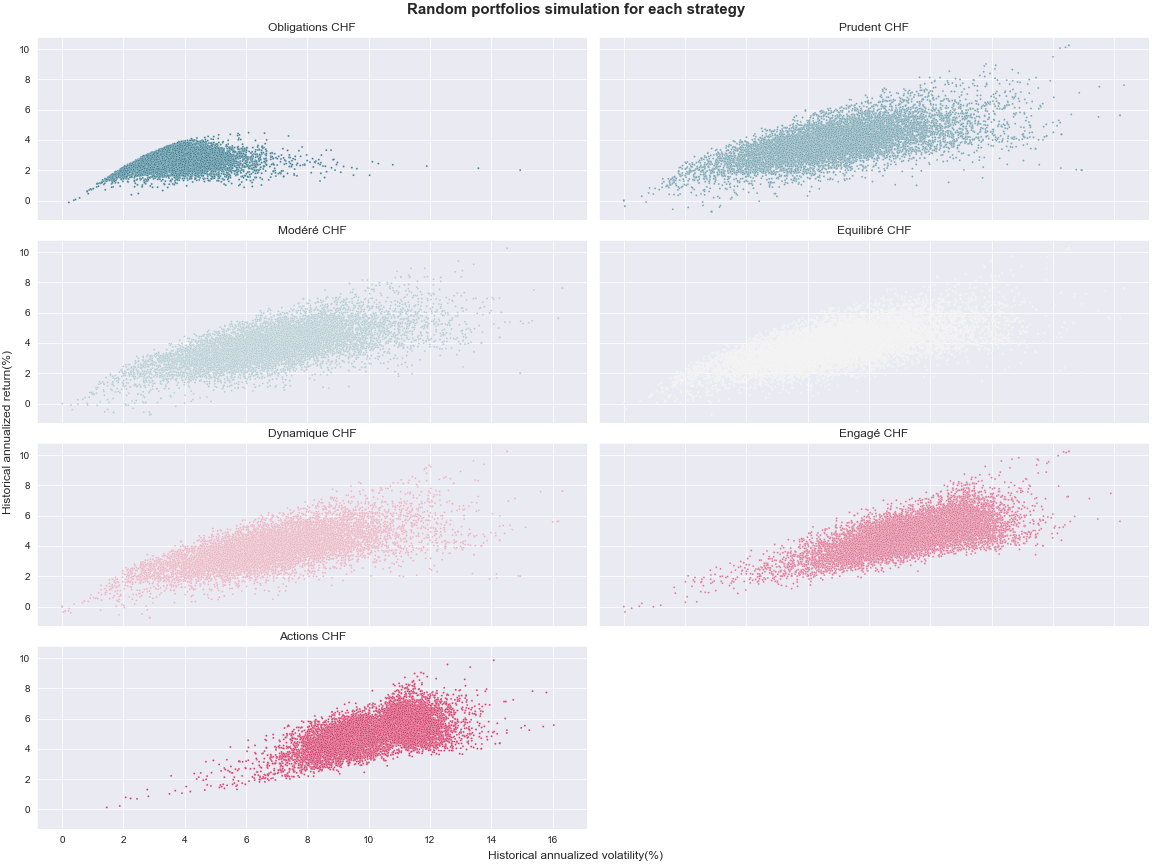 Random portfolios simulation for each strategy
Obligations CHF
Prudent CHF
10
8
6
4
2
0
Modéré CHF
Equilibré CHF
10
8
6
4
2
0
Historical annualized return(%)
Dynamique CHF
Engagé CHF
10
8
6
4
2
0
Actions CHF
10
8
6
4
2
0
0 2 4 6 8 10 12 14 16
Historical annualized volatility(%)